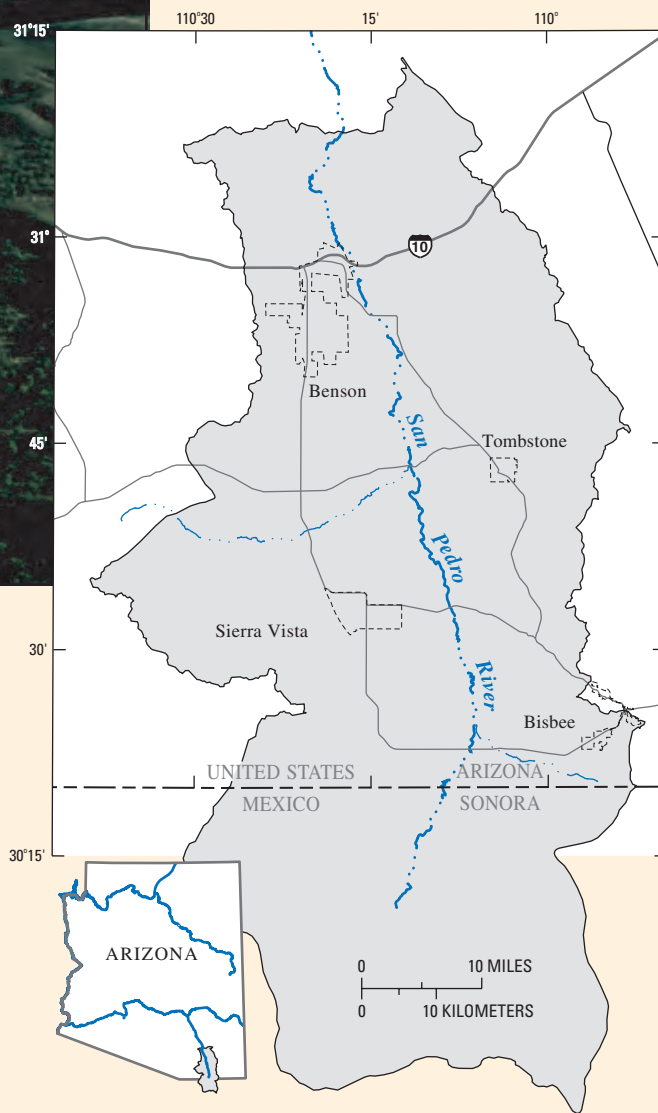 110°30' 15' 110°
31°15'
31°
10
Benson
San
45'
Tombstone
Pedro
Sierra Vista
30'
River
Bisbee
UNITED STATES ARIZONA
MEXICO SONORA
30°15'
ARIZONA
0 10 MILES
0 10 KILOMETERS